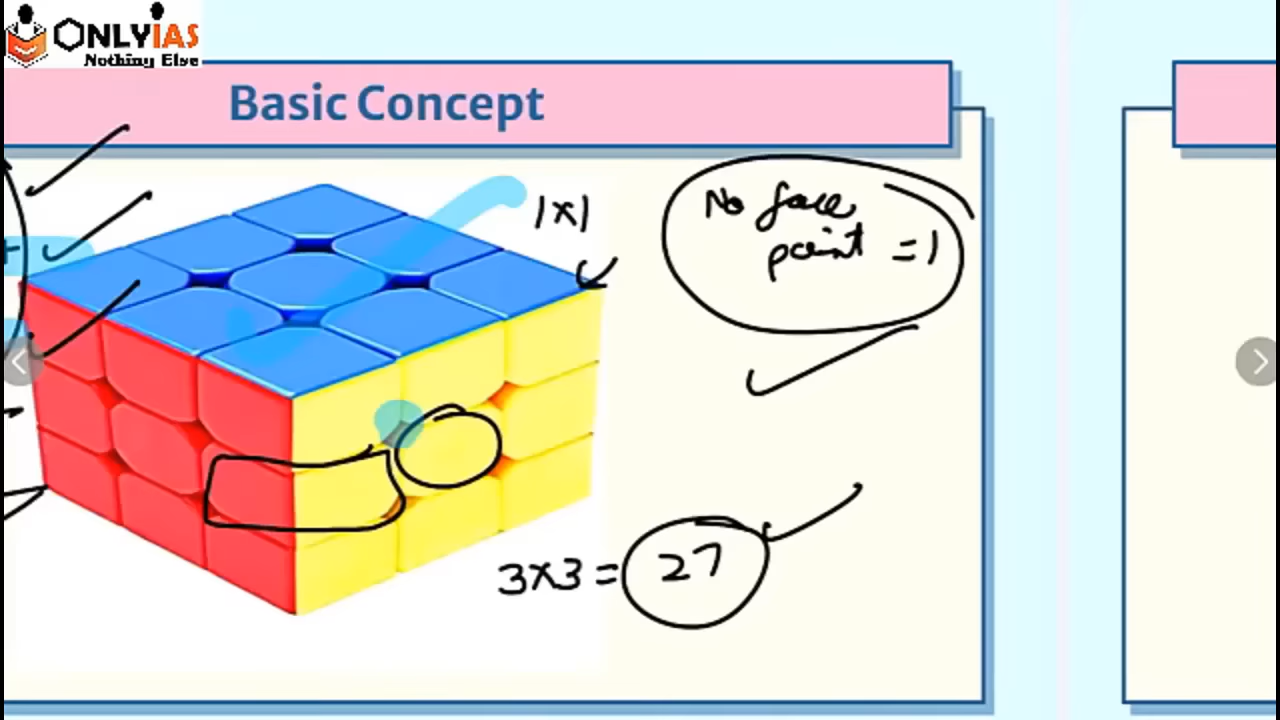 ONLYIAS
Nothing Else
Basic Concept
1x1
No face
point = 1
3x3 = 27